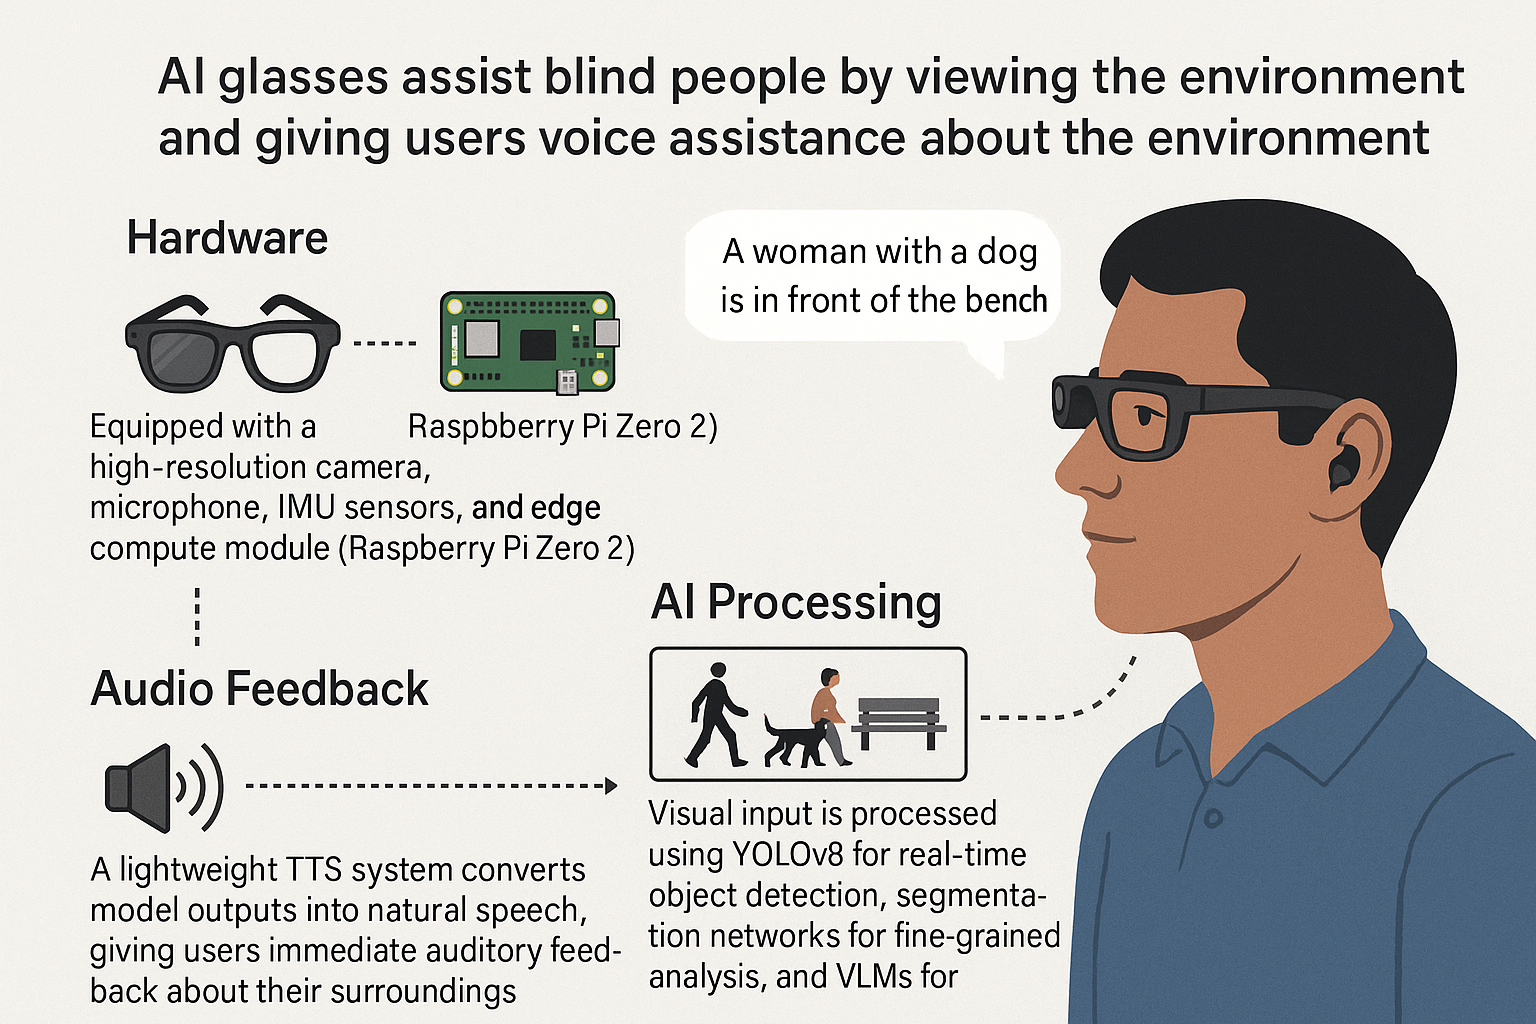 AI glasses assist blind people by viewing the environment
and giving users voice assistance about the environment
Hardware
Equipped with a
high-resolution camera,
microphone, IMU sensors, and edge
compute module (Raspberry Pi Zero 2)
Raspbberry Pi Zero 2)
A woman with a dog
is in front of the bench
Audio Feedback
A lightweight TTS system converts
model outputs into natural speech,
giving users immediate auditory feed-
back about their surroundings
AI Processing
Visual input is processed
using YOLOv8 for real-time
object detection, segmenta-
tion networks for fine-grained
analysis, and VLMs for